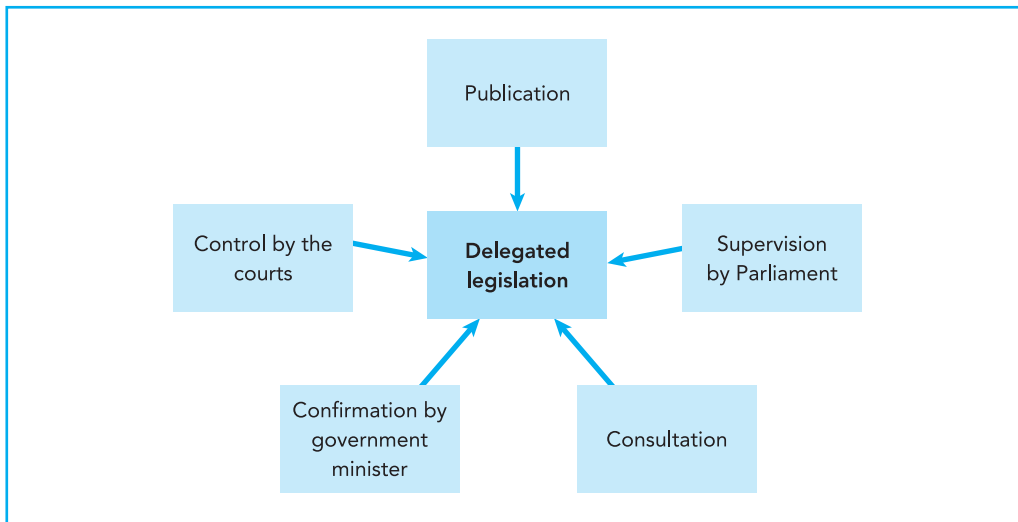 Publication
Control by the
courts
Delegated
legislation
Supervision
by Parliament
Confirmation by
government
minister
Consultation